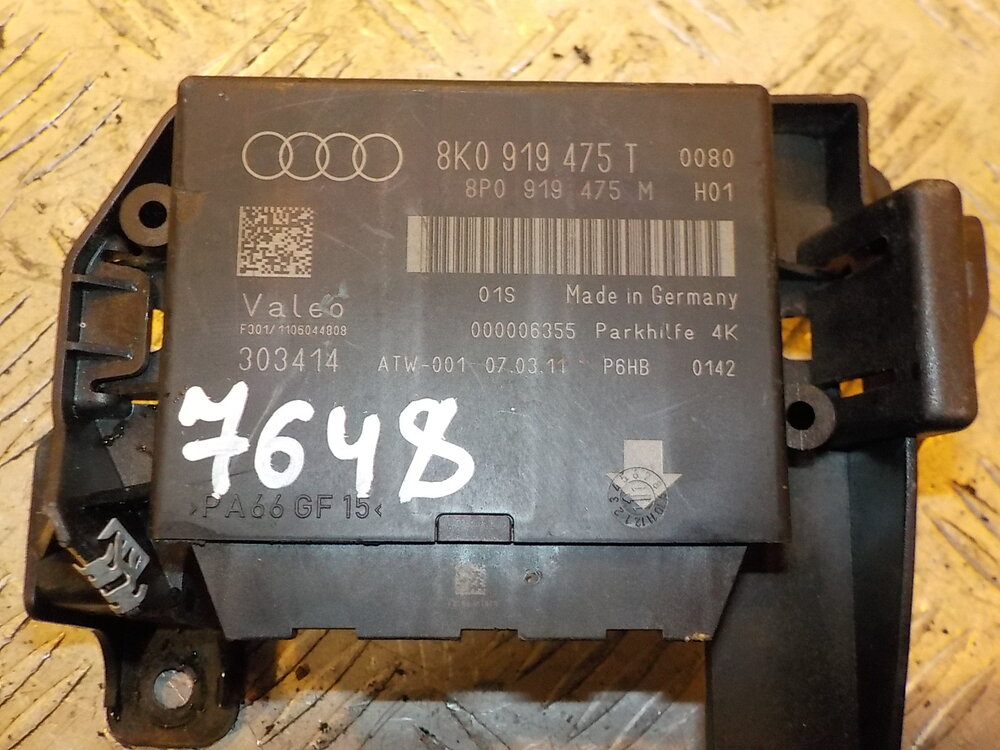 8K0 919 475 T 0080
8P0 919 475 M H01
01S Made in Germany
Valeo
F301/1106044808
000006355 Parkhilfe 4K
303414 ATW-001 07.03.11 P6HB 0142
7648
>PA66 GF 15<